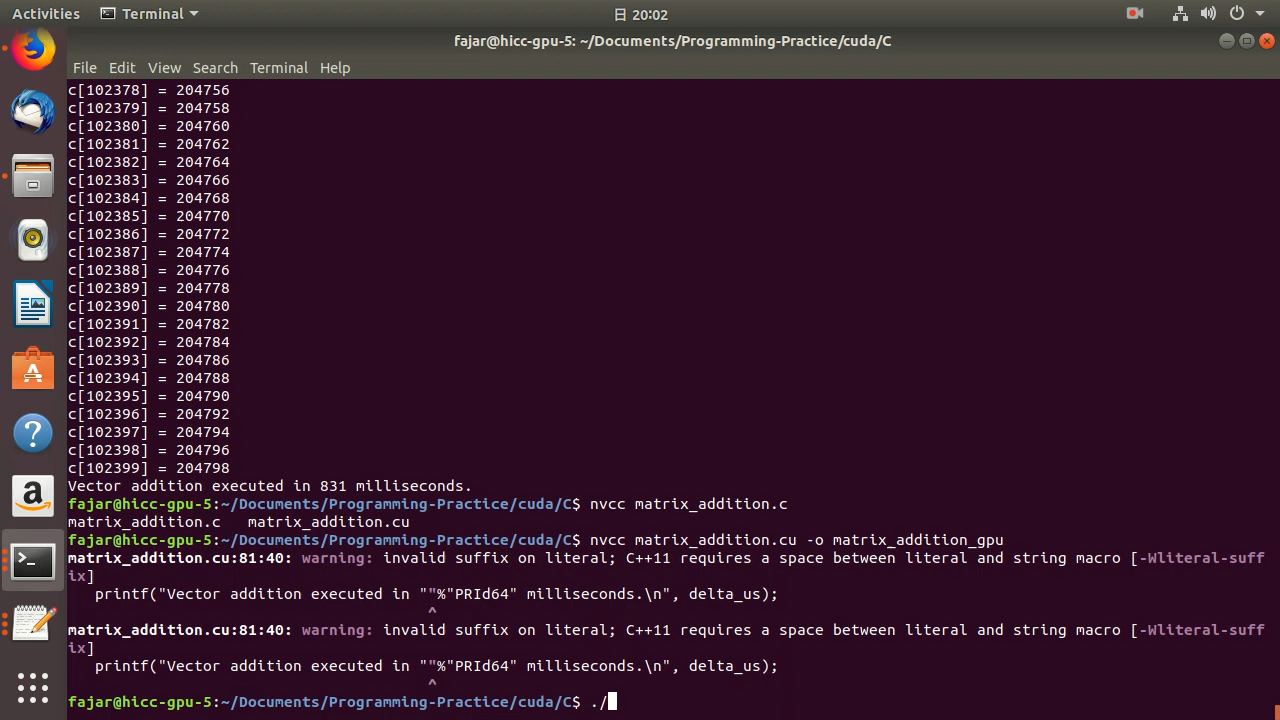 Activities Terminal 日 20:02
fajar@hicc-gpu-5: ~/Documents/Programming-Practice/cuda/C
File Edit View Search Terminal Help
c[102378] = 204756
c[102379] = 204758
c[102380] = 204760
c[102381] = 204762
c[102382] = 204764
c[102383] = 204766
c[102384] = 204768
c[102385] = 204770
c[102386] = 204772
c[102387] = 204774
c[102388] = 204776
c[102389] = 204778
c[102390] = 204780
c[102391] = 204782
c[102392] = 204784
c[102393] = 204786
c[102394] = 204788
c[102395] = 204790
c[102396] = 204792
c[102397] = 204794
c[102398] = 204796
c[102399] = 204798
Vector addition executed in 831 milliseconds.
fajar@hicc-gpu-5:~/Documents/Programming-Practice/cuda/C$ nvcc matrix_addition.c
matrix_addition.c   matrix_addition.cu
fajar@hicc-gpu-5:~/Documents/Programming-Practice/cuda/C$ nvcc matrix_addition.cu -o matrix_addition_gpu
matrix_addition.cu:81:40: warning: invalid suffix on literal; C++11 requires a space between literal and string macro [-Wliteral-suff
ix]
   printf("Vector addition executed in ""%"PRId64" milliseconds.\n", delta_us);
                                        ^
matrix_addition.cu:81:40: warning: invalid suffix on literal; C++11 requires a space between literal and string macro [-Wliteral-suff
ix]
   printf("Vector addition executed in ""%"PRId64" milliseconds.\n", delta_us);
                                        ^
fajar@hicc-gpu-5:~/Documents/Programming-Practice/cuda/C$ ./